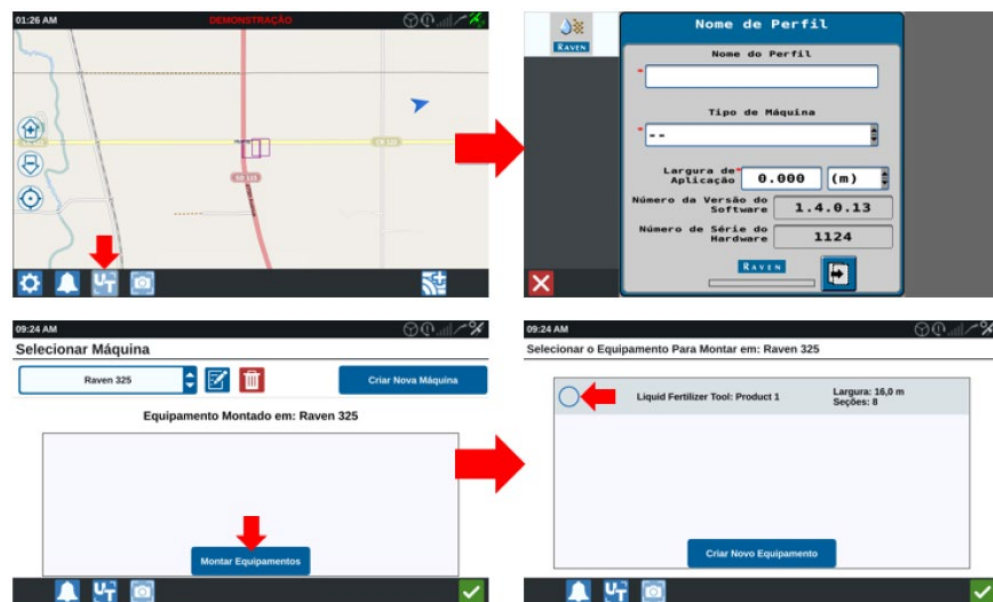 01:26 AM
DEMONSTRAÇÃO
UT
RAVEN
Nome de Perfil
Nome do Perfil
*
Tipo de Máquina
*
--
Largura de*
Aplicação
0.000
(m)
Número da Versão do
Software
1.4.0.13
Número de Série do
Hardware
1124
RAVEN
09:24 AM
Selecionar Máquina
Raven 325
Criar Nova Máquina
Equipamento Montado em: Raven 325
Montar Equipamentos
UT
09:24 AM
Selecionar o Equipamento Para Montar em: Raven 325
Liquid Fertilizer Tool: Product 1
Largura: 16,0 m
Seções: 8
Criar Novo Equipamento
UT